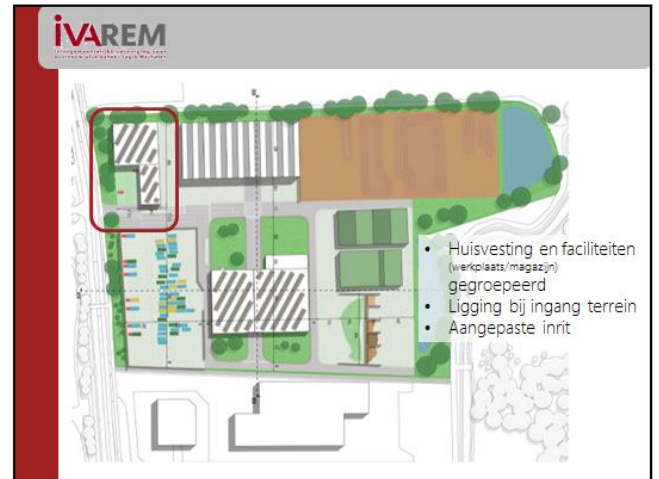 iVAREM
• Huisvesting en faciliteiten
(werkplaats/magazijn)
gegroepeerd
• Ligging bij ingang terrein
• Aangepaste inrit